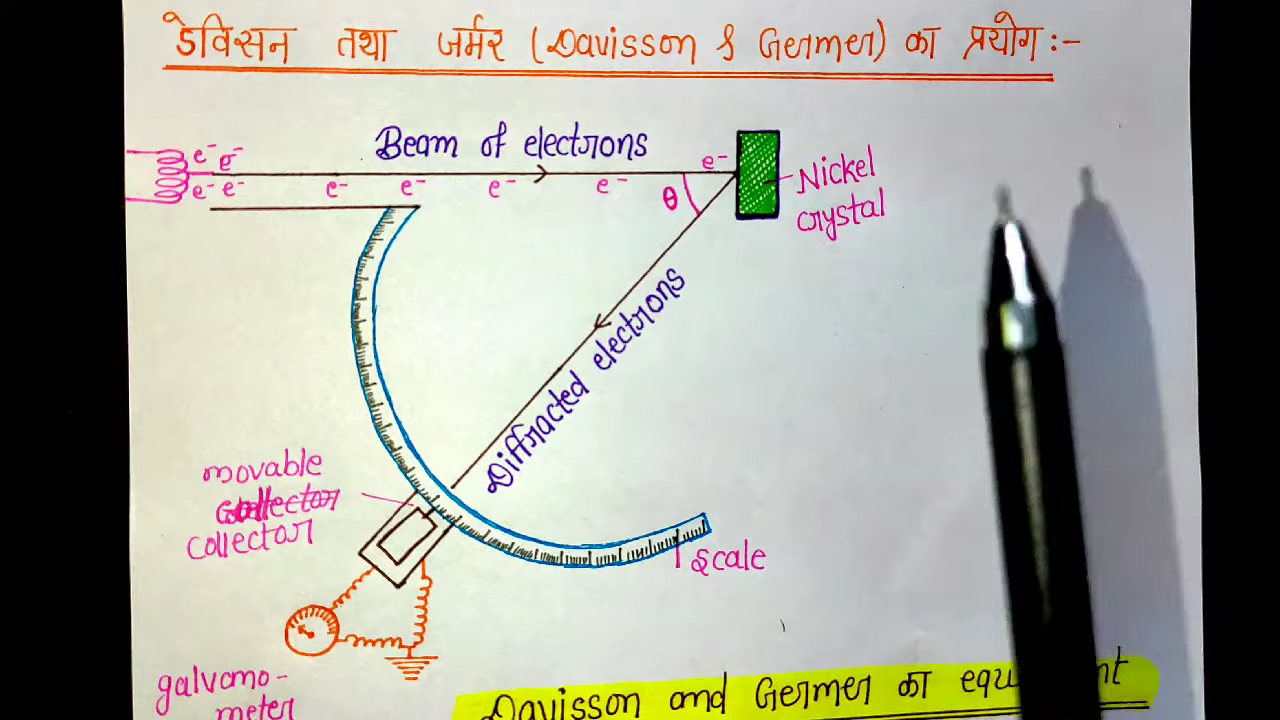 डेविसन तथा जर्मर (Davisson & Germer) का प्रयोग :-
Beam of electrons
e⁻ e⁻
e⁻ e⁻ e⁻ e⁻ e⁻ e⁻ e⁻
θ
Nickel
crystal
Diffracted electrons
movable
Collector
collector
scale
galvano-
meter
Davisson and Germer का